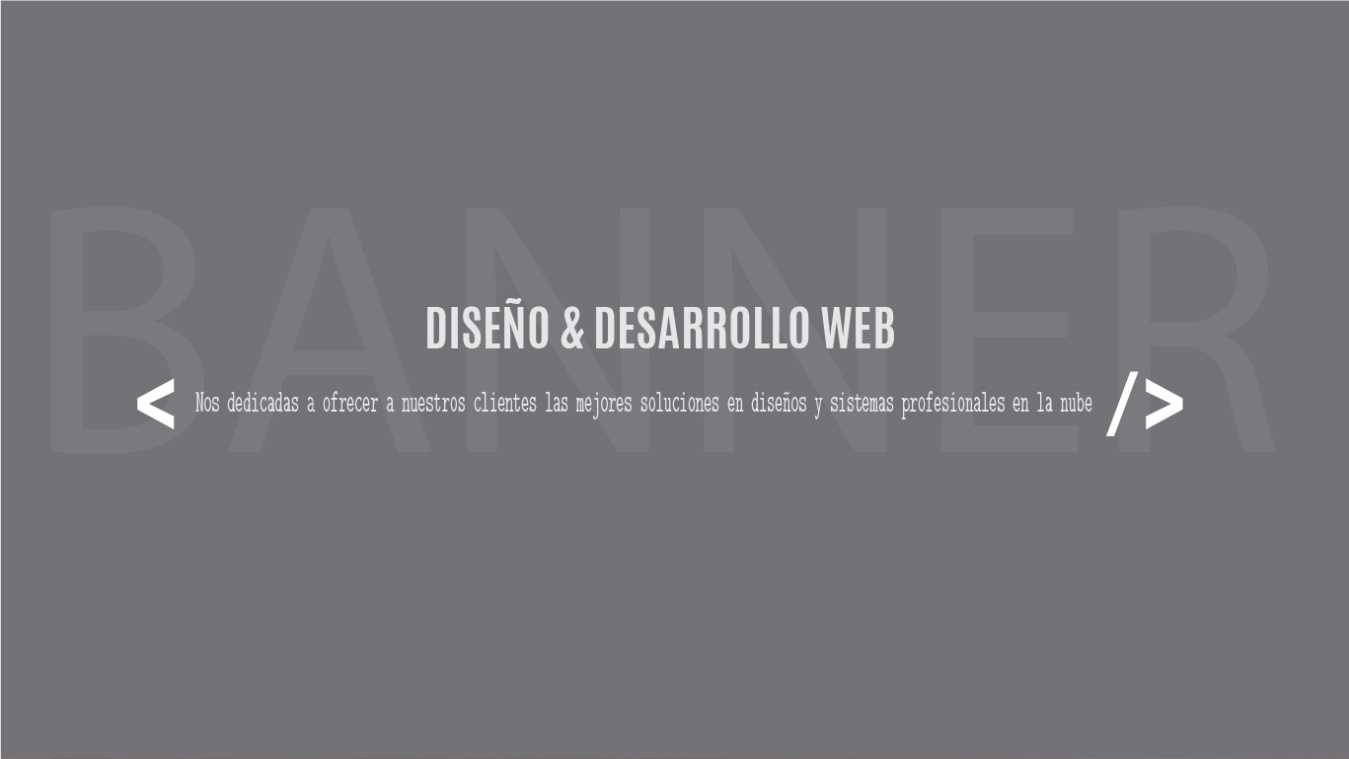 BANNER
DISEÑO & DESARROLLO WEB
< Nos dedicadas a ofrecer a nuestros clientes las mejores soluciones en diseños y sistemas profesionales en la nube />